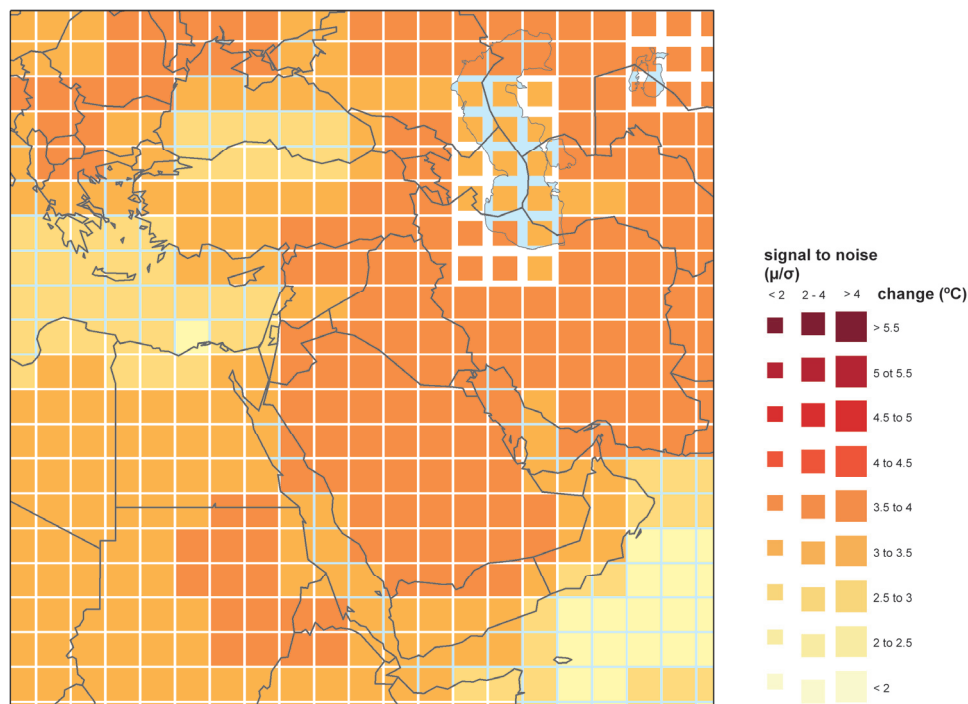 signal to noise
(μ/σ)
< 2 2 - 4 > 4 change (ºC)
> 5.5
5 ot 5.5
4.5 to 5
4 to 4.5
3.5 to 4
3 to 3.5
2.5 to 3
2 to 2.5
< 2